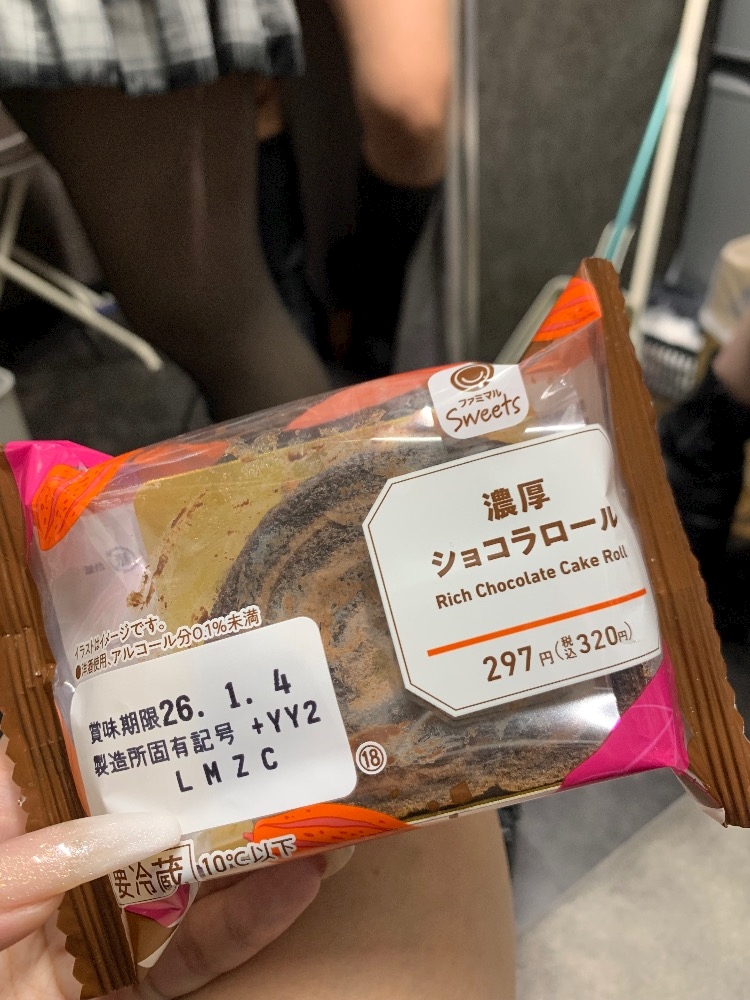 ファミマル
Sweets
濃厚
ショコラロール
Rich Chocolate Cake Roll
297円(税込320円)
イラストはイメージです。
●洋酒使用、アルコール分0.1%未満
賞味期限26. 1. 4
製造所固有記号 +YY2
LMZC
⑱
要冷蔵 10℃以下